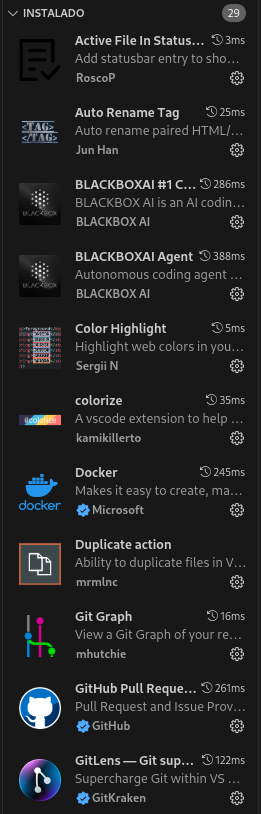 INSTALADO 29
Active File In Status... 3ms
Add statusbar entry to sho...
RoscoP
<TAG>
</TAG>
Auto Rename Tag 25ms
Auto rename paired HTML/...
Jun Han
BLACKBOX
BLACKBOXAI #1 C... 286ms
BLACKBOX AI is an AI codin...
BLACKBOX AI
BLACKBOX
BLACKBOXAI Agent 388ms
Autonomous coding agent ...
BLACKBOX AI
Color Highlight 5ms
Highlight web colors in you...
Sergii N
#colorize
colorize 35ms
A vscode extension to help ...
kamikillerto
docker
Docker 245ms
Makes it easy to create, ma...
Microsoft
Duplicate action
Ability to duplicate files in V...
mrmlnc
Git Graph 16ms
View a Git Graph of your re...
mhutchie
GitHub Pull Reque... 261ms
Pull Request and Issue Prov...
GitHub
GitLens — Git sup... 122ms
Supercharge Git within VS ...
GitKraken